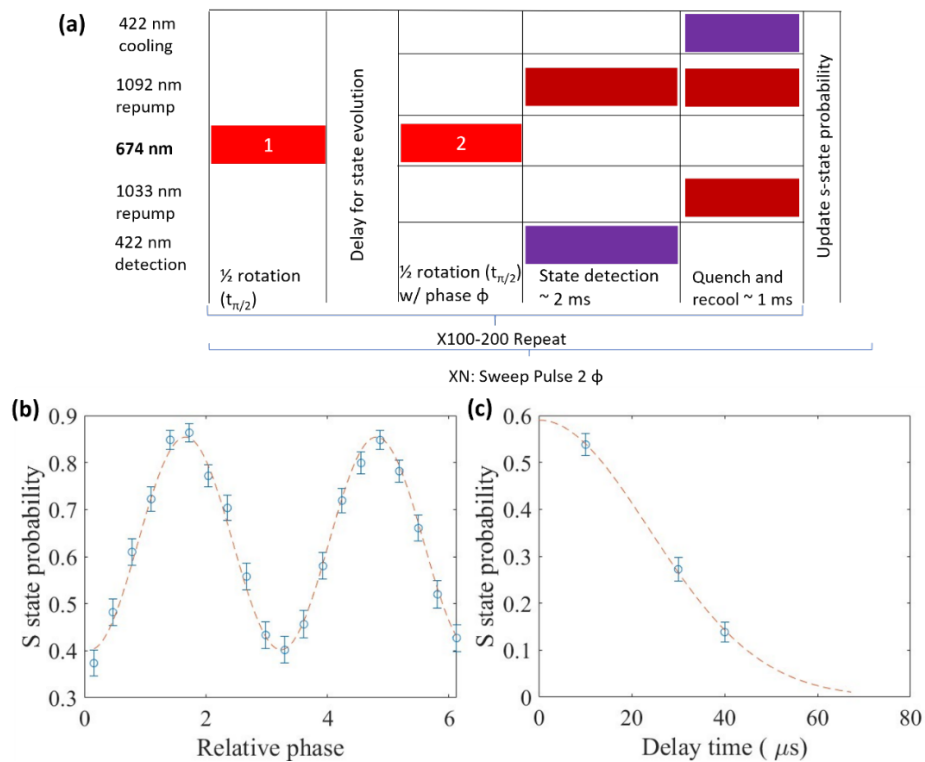 (a)
422 nm
cooling
1092 nm
repump
674 nm
1033 nm
repump
422 nm
detection
1
Delay for state evolution
2
Update s-state probability
½ rotation
(tπ/2)
½ rotation (tπ/2)
w/ phase ϕ
State detection
~ 2 ms
Quench and
recool ~ 1 ms
X100-200 Repeat
XN: Sweep Pulse 2 ϕ
(b)
0.9
0.8
0.7
0.6
0.5
0.4
0.3
S state probability
0
2
4
6
Relative phase
(c)
0.6
0.5
0.4
0.3
0.2
0.1
0
S state probability
0
20
40
60
80
Delay time ( μs)